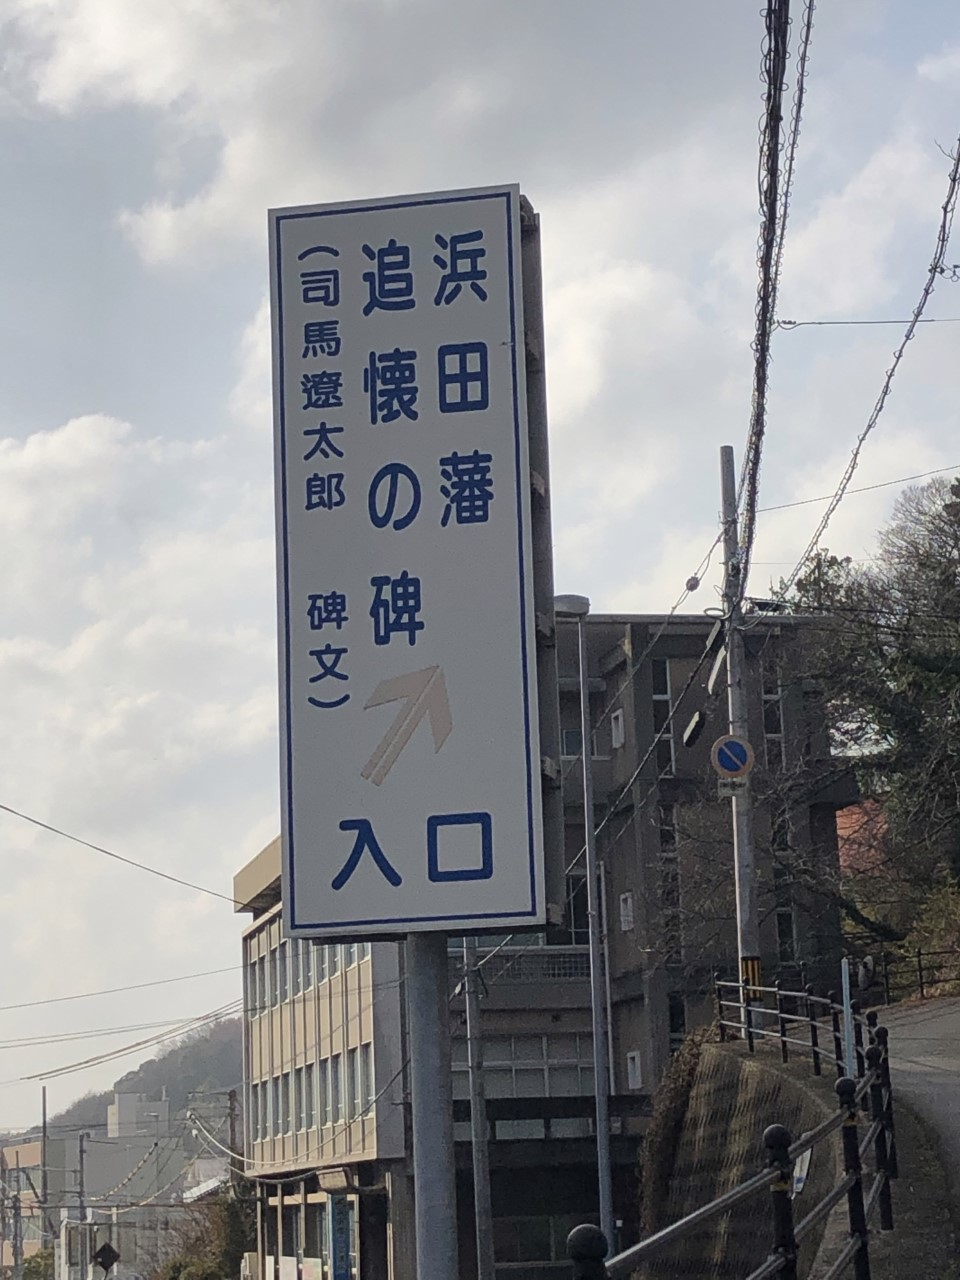 浜田藩
追懐の碑
(司馬遼太郎 碑文)
入口